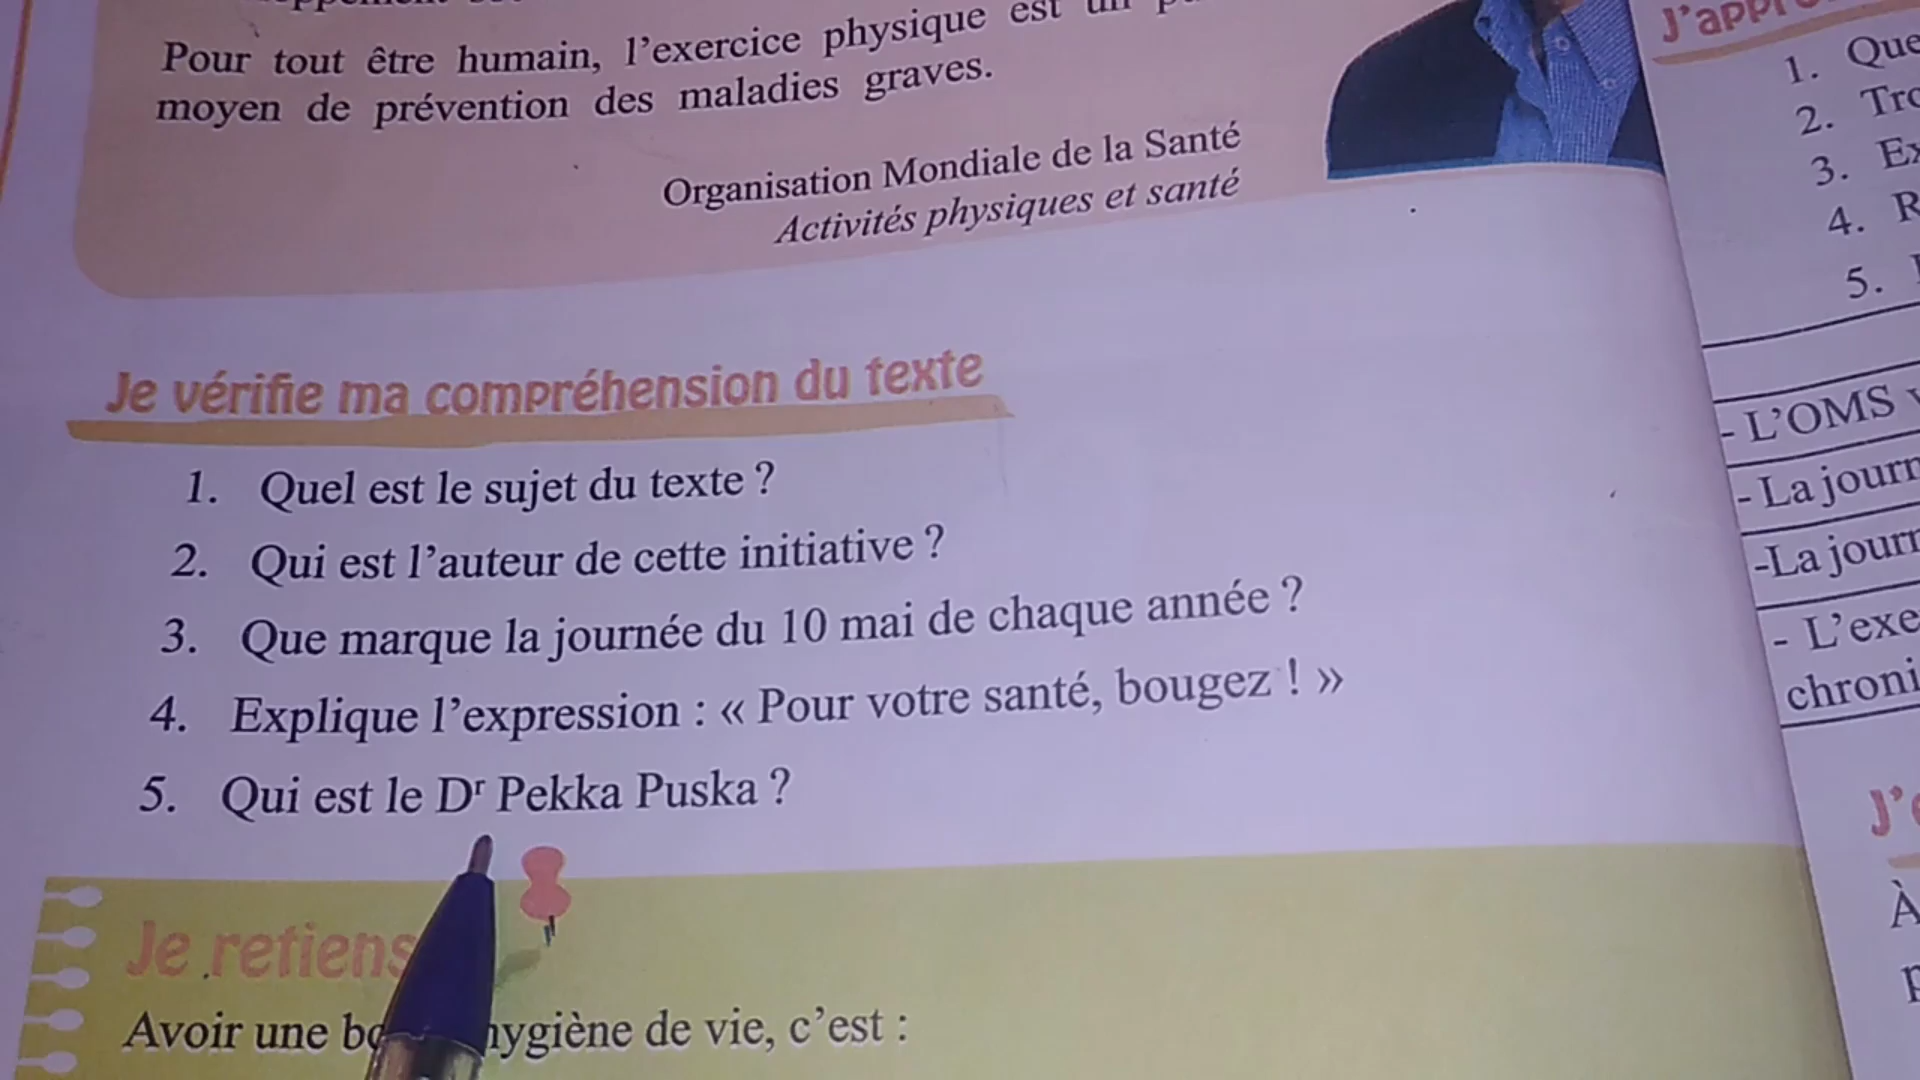 Pour tout être humain, l'exercice physique est un
moyen de prévention des maladies graves.
Organisation Mondiale de la Santé
Activités physiques et santé
Je vérifie ma compréhension du texte
1. Quel est le sujet du texte ?
2. Qui est l'auteur de cette initiative ?
3. Que marque la journée du 10 mai de chaque année ?
4. Explique l'expression : « Pour votre santé, bougez ! »
5. Qui est le Dr Pekka Puska ?
Je retiens
Avoir une hygiène de vie, c'est :
1. Que
2.
3.
4.
5.
- L'OMS
- La journ
-La journ
- L'exe
chroni
À